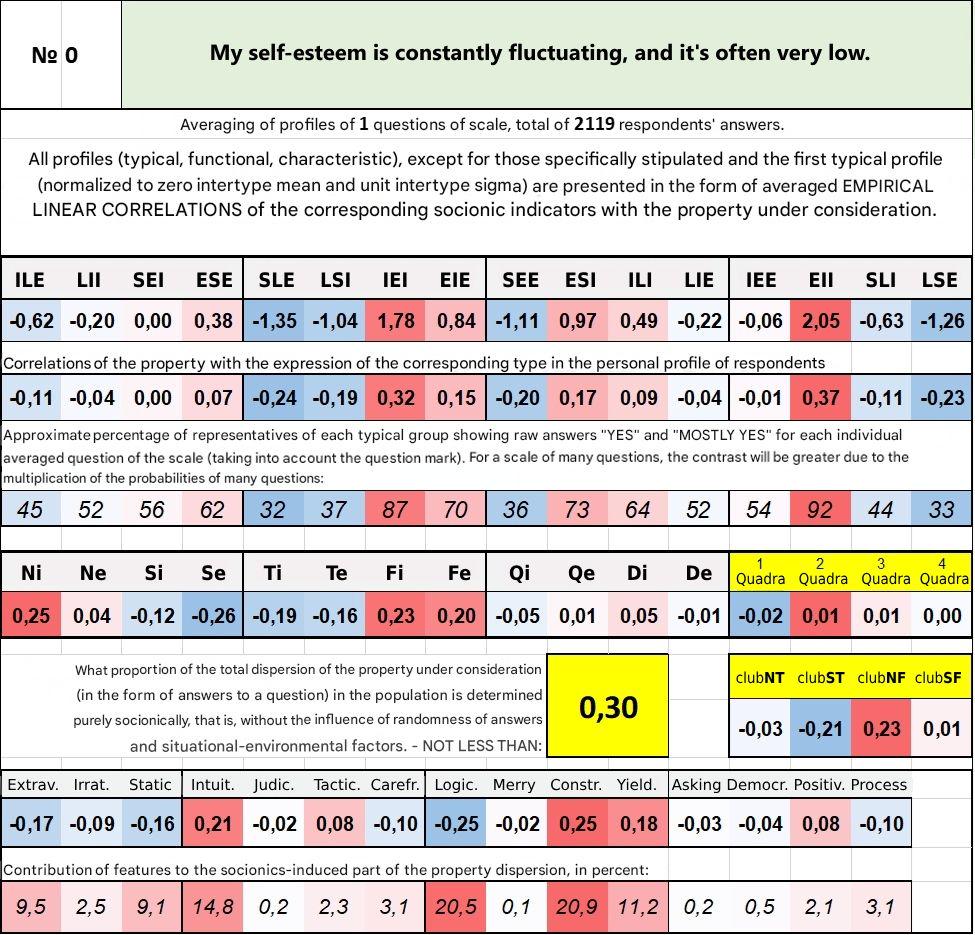 № 0
My self-esteem is constantly fluctuating, and it's often very low.
Averaging of profiles of 1 questions of scale, total of 2119 respondents' answers.
All profiles (typical, functional, characteristic), except for those specifically stipulated and the first typical profile
(normalized to zero intertype mean and unit intertype sigma) are presented in the form of averaged EMPIRICAL
LINEAR CORRELATIONS of the corresponding socionic indicators with the property under consideration.
ILE LII SEI ESE SLE LSI IEI EIE SEE ESI ILI LIE IEE EII SLI LSE
-0,62 -0,20 0,00 0,38 -1,35 -1,04 1,78 0,84 -1,11 0,97 0,49 -0,22 -0,06 2,05 -0,63 -1,26
Correlations of the property with the expression of the corresponding type in the personal profile of respondents
-0,11 -0,04 0,00 0,07 -0,24 -0,19 0,32 0,15 -0,20 0,17 0,09 -0,04 -0,01 0,37 -0,11 -0,23
Approximate percentage of representatives of each typical group showing raw answers "YES" and "MOSTLY YES" for each individual
averaged question of the scale (taking into account the question mark). For a scale of many questions, the contrast will be greater due to the
multiplication of the probabilities of many questions:
45 52 56 62 32 37 87 70 36 73 64 52 54 92 44 33
Ni Ne Si Se Ti Te Fi Fe Qi Qe Di De 1 Quadra 2 Quadra 3 Quadra 4 Quadra
0,25 0,04 -0,12 -0,26 -0,19 -0,16 0,23 0,20 -0,05 0,01 0,05 -0,01 -0,02 0,01 0,01 0,00
What proportion of the total dispersion of the property under consideration
(in the form of answers to a question) in the population is determined
purely socionically, that is, without the influence of randomness of answers
and situational-environmental factors. - NOT LESS THAN:
0,30
clubNT clubST clubNF clubSF
-0,03 -0,21 0,23 0,01
Extrav. Irrat. Static Intuit. Judic. Tactic. Carefr. Logic. Merry Constr. Yield. Asking Democr. Positiv. Process
-0,17 -0,09 -0,16 0,21 -0,02 0,08 -0,10 -0,25 -0,02 0,25 0,18 -0,03 -0,04 0,08 -0,10
Contribution of features to the socionics-induced part of the property dispersion, in percent:
9,5 2,5 9,1 14,8 0,2 2,3 3,1 20,5 0,1 20,9 11,2 0,2 0,5 2,1 3,1